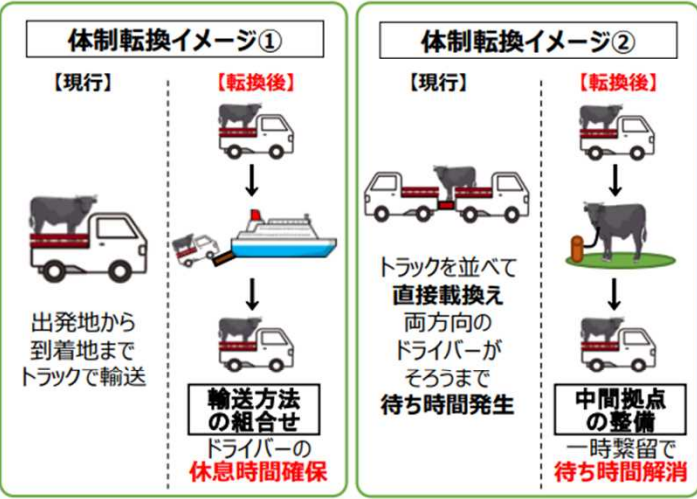 体制転換イメージ①
【現行】
【転換後】
出発地から
到着地まで
トラックで輸送
輸送方法
の組合せ
ドライバーの
休息時間確保
体制転換イメージ②
【現行】
【転換後】
トラックを並べて
直接載換え
両方向の
ドライバーが
そろうまで
待ち時間発生
中間拠点
の整備
一時繋留で
待ち時間解消